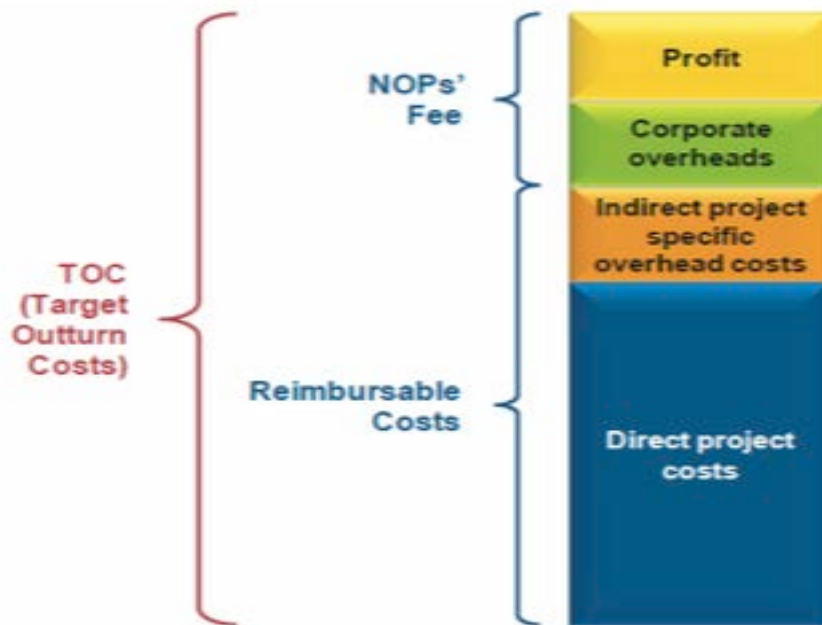 TOC
(Target
Outturn
Costs)
NOPs'
Fee
Reimbursable
Costs
Profit
Corporate
overheads
Indirect project
specific
overhead costs
Direct project
costs